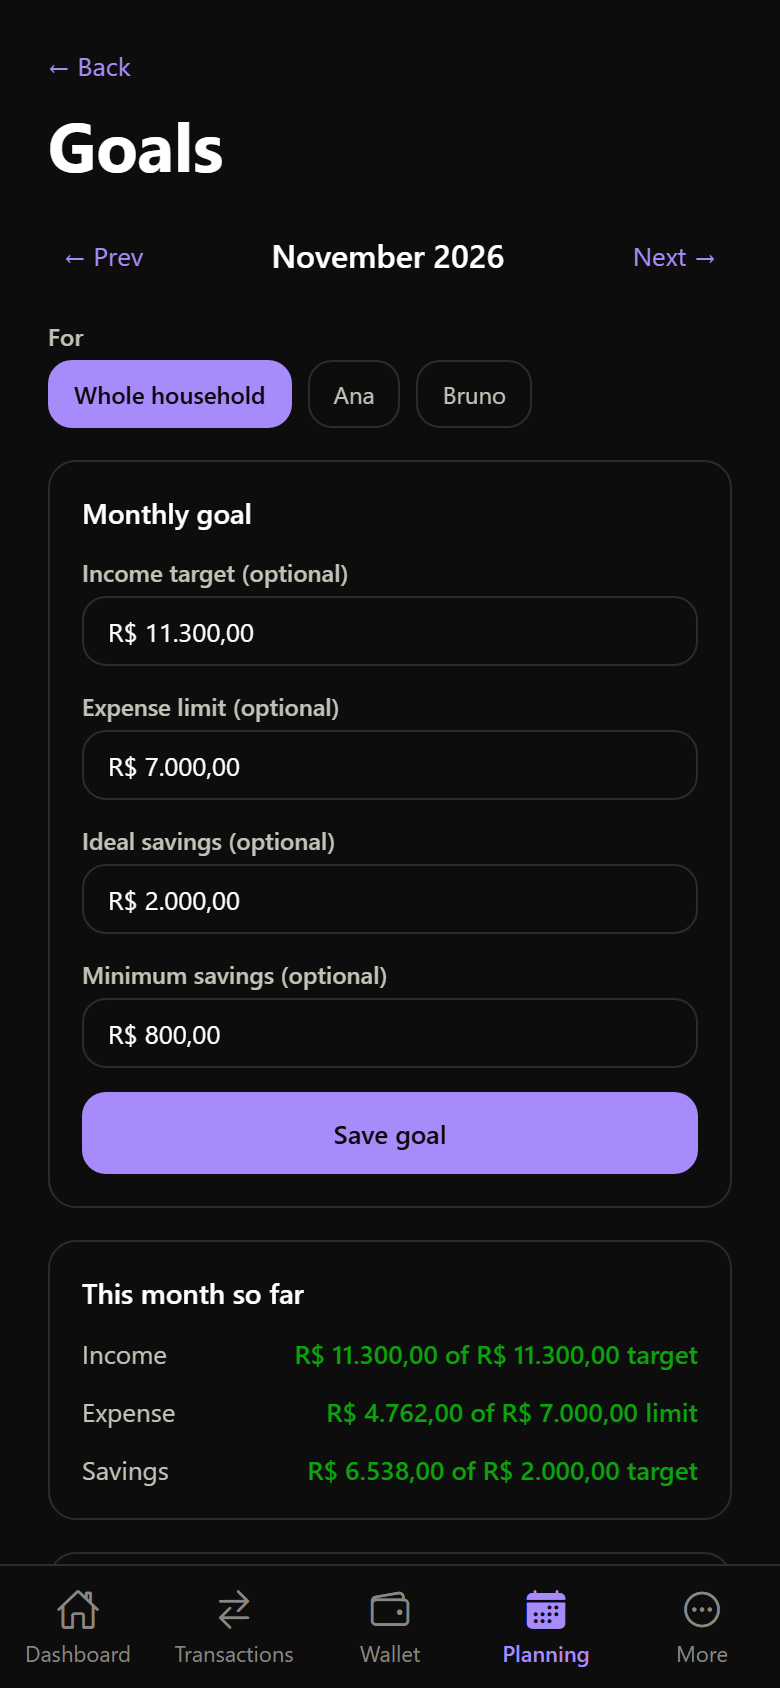 ← Back
Goals
← Prev
November 2026
Next →
For
Whole household
Ana
Bruno
Monthly goal
Income target (optional)
R$ 11.300,00
Expense limit (optional)
R$ 7.000,00
Ideal savings (optional)
R$ 2.000,00
Minimum savings (optional)
R$ 800,00
Save goal
This month so far
Income R$ 11.300,00 of R$ 11.300,00 target
Expense R$ 4.762,00 of R$ 7.000,00 limit
Savings R$ 6.538,00 of R$ 2.000,00 target
Dashboard
Transactions
Wallet
Planning
More